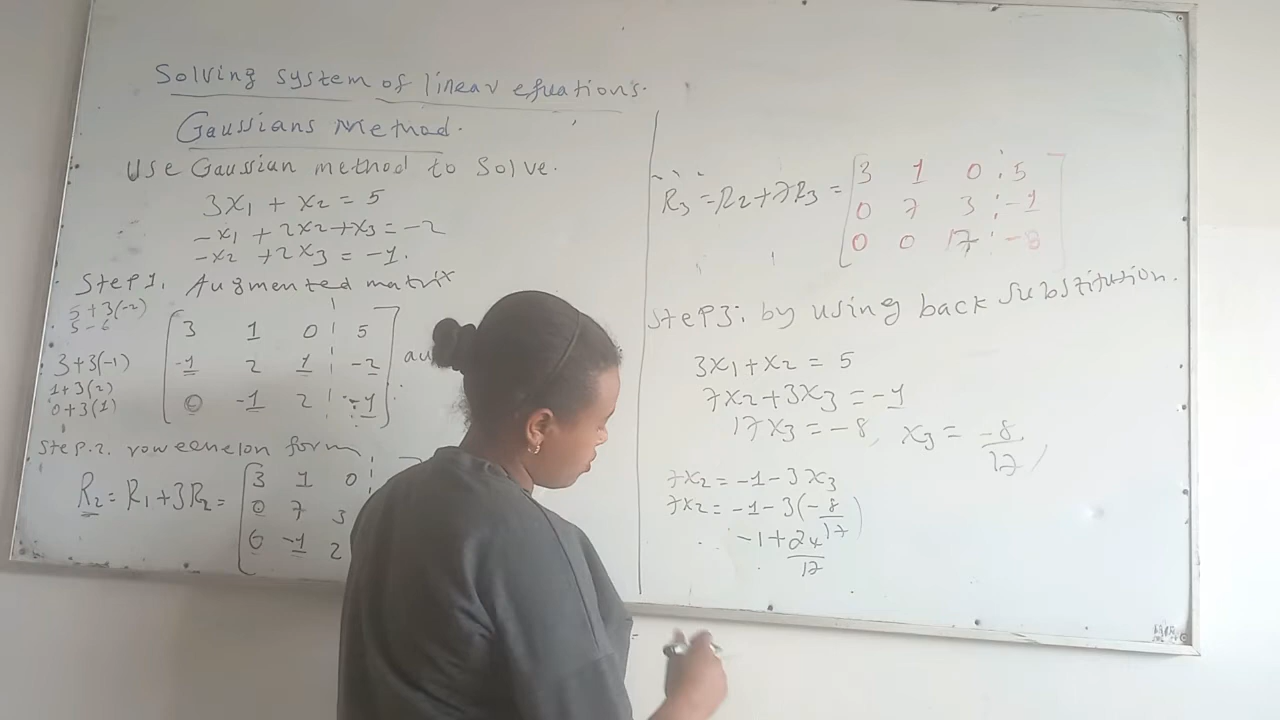 Solving system of linear equations.
Gaussians Method.
Use Gaussian method to solve.
3x1 + x2 = 5
-x1 + 2x2 + x3 = -2
-x2 + 2x3 = -1.
Step 1. Augmented matrix
5 + 3(-2)
5 - 6
3 + 3(-1)
1 + 3(2)
0 + 3(1)
3 1 0 5
-1 2 1 -2 au
0 -1 2 -1
Step.2. row echelon form
R2 = R1 + 3R2 =
3 1 0
0 7 3
0 -1 2
R3 = R2 + 7R3 =
3 1 0 : 5
0 7 3 : -1
0 0 17 : -8
Step 3: by using back substitution.
3x1 + x2 = 5
7x2 + 3x3 = -1
17x3 = -8, x3 = -8/17
7x2 = -1 - 3x3
7x2 = -1 - 3(-8/17)
-1 + 24/17